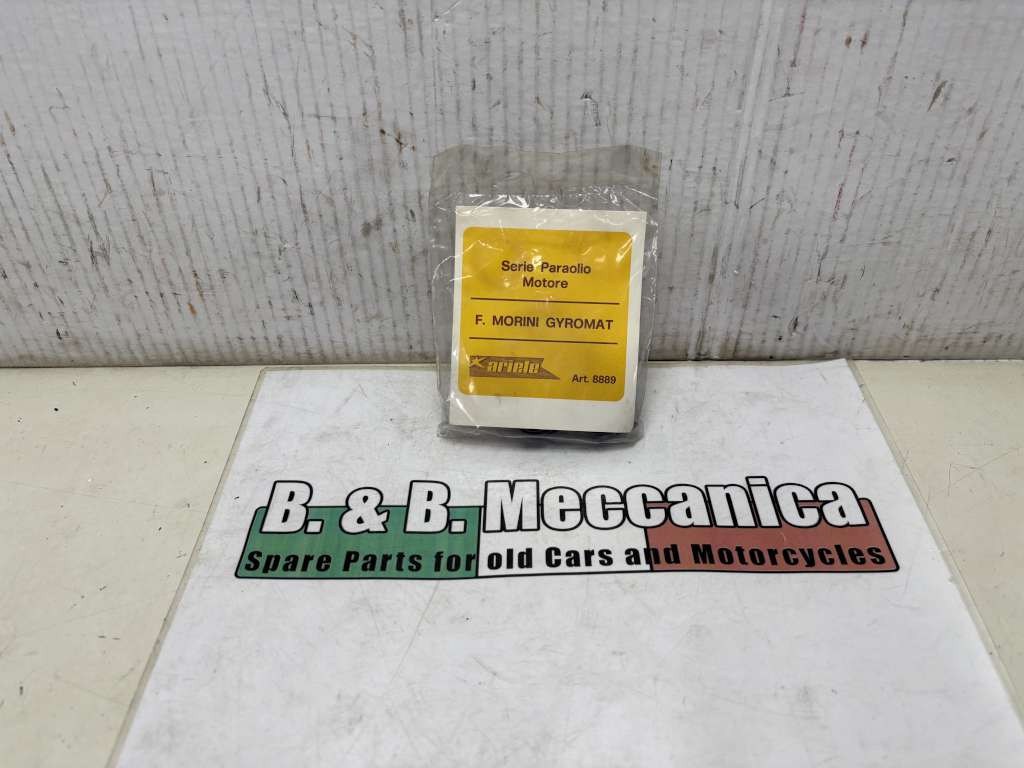 Serie Paraolio
Motore
F. MORINI GYROMAT
ariete
Art. 8889
B. & B. Meccanica
Spare Parts for old Cars and Motorcycles